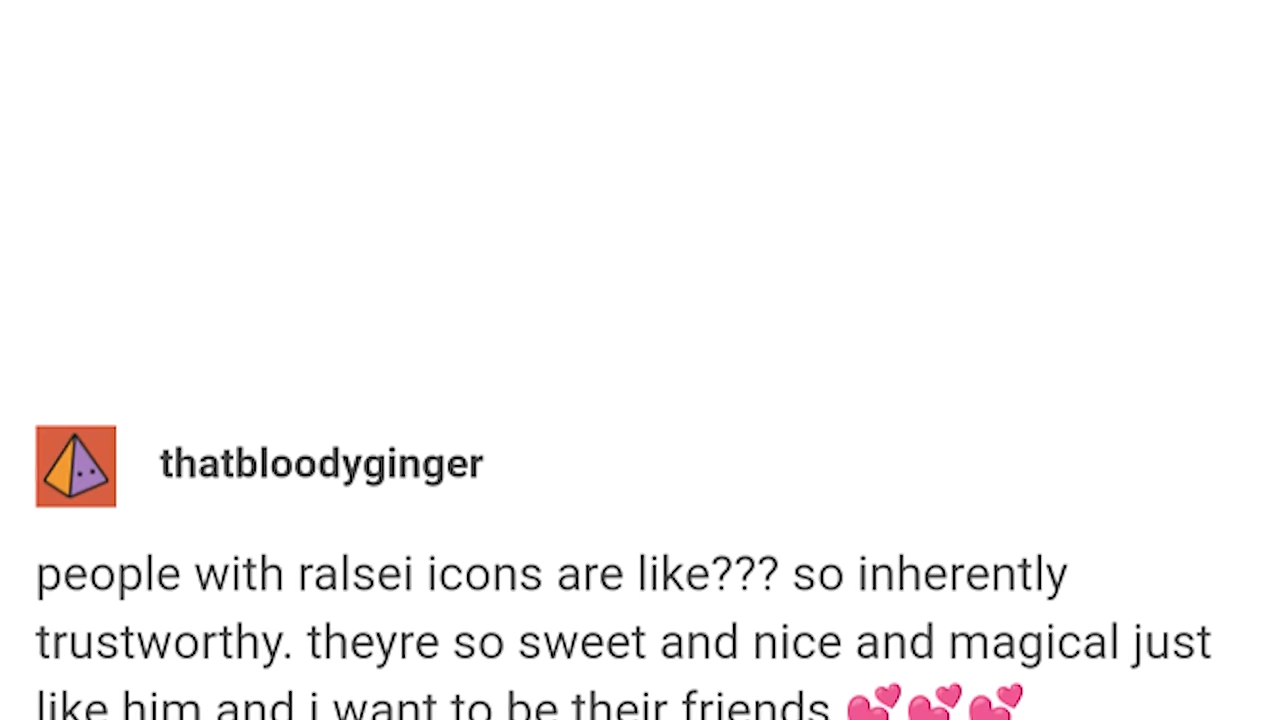 thatbloodyginger
people with ralsei icons are like??? so inherently
trustworthy. theyre so sweet and nice and magical just
like him and i want to be their friends 💕💕💕